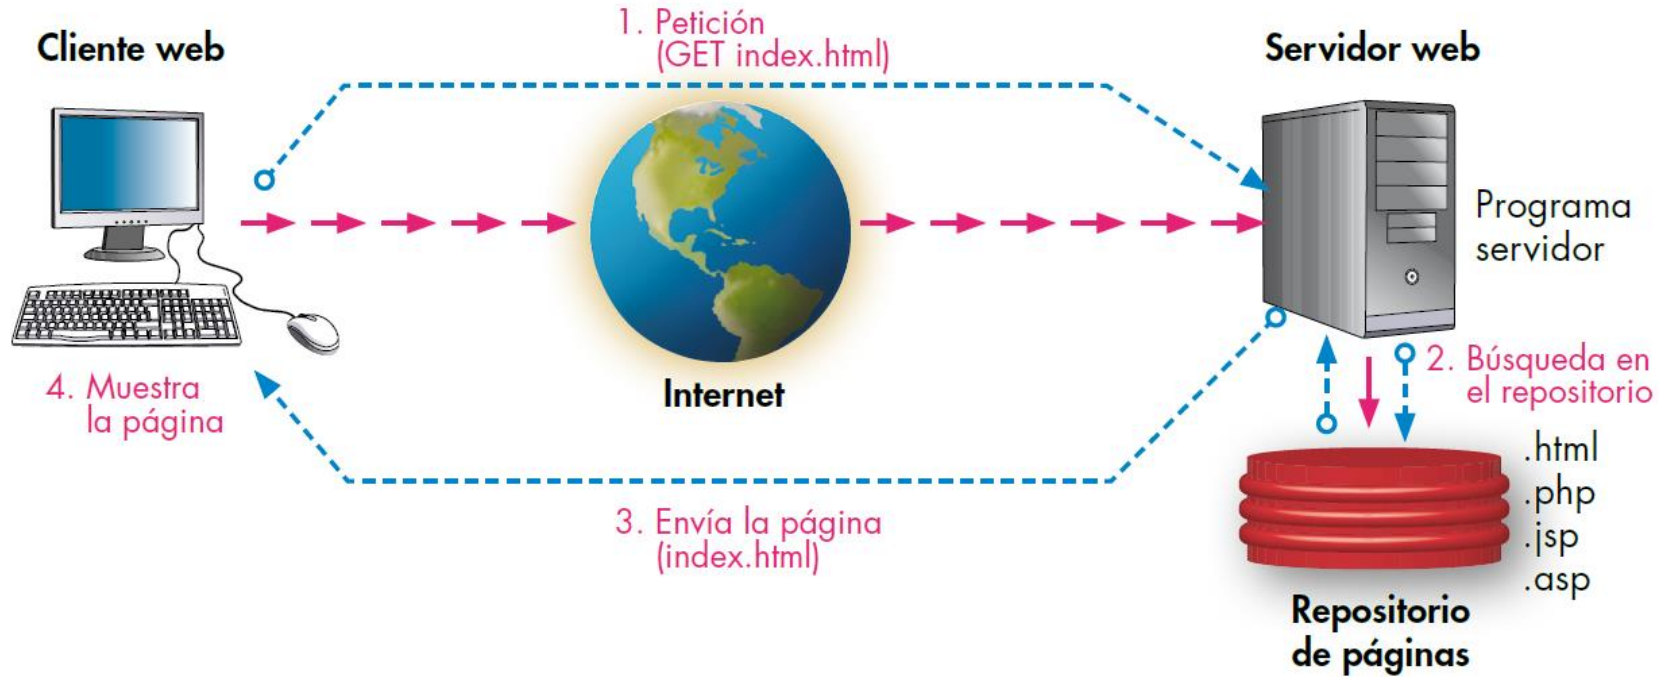 Cliente web
1. Petición
(GET index.html)
Servidor web
Programa
servidor
Internet
4. Muestra
la página
2. Búsqueda en
el repositorio
3. Envía la página
(index.html)
.html
.php
.jsp
.asp
Repositorio
de páginas